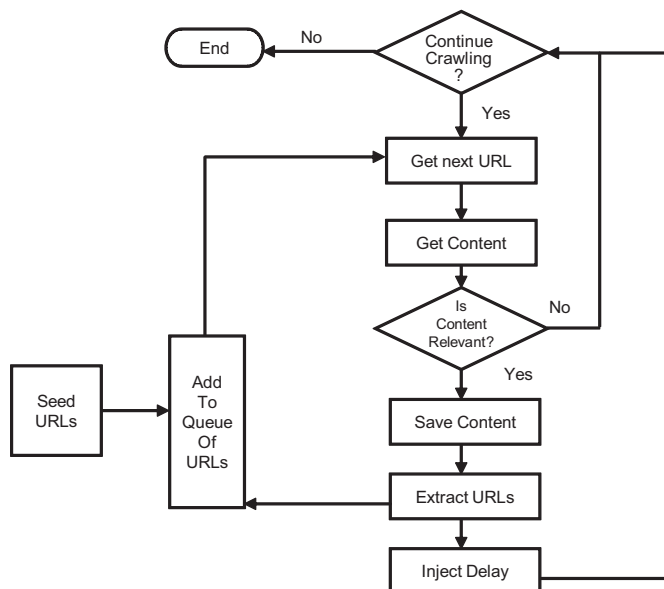 End
No
Continue
Crawling
?
Yes
Get next URL
Get Content
Is
Content
Relevant?
No
Yes
Seed
URLs
Add
To
Queue
Of
URLs
Save Content
Extract URLs
Inject Delay